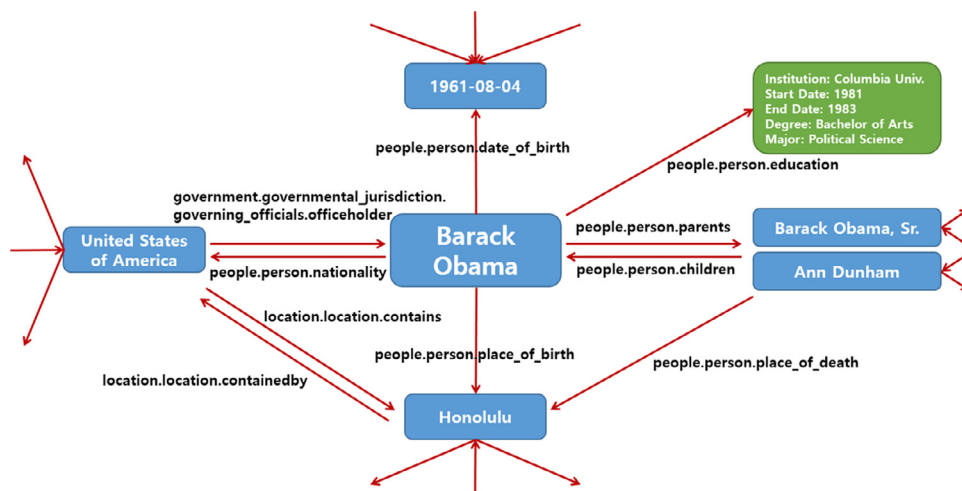 1961-08-04
Institution: Columbia Univ.
Start Date: 1981
End Date: 1983
Degree: Bachelor of Arts
Major: Political Science
people.person.date_of_birth
people.person.education
government.governmental_jurisdiction.
governing_officials.officeholder
United States
of America
Barack
Obama
people.person.parents
Barack Obama, Sr.
people.person.nationality
people.person.children
Ann Dunham
location.location.contains
people.person.place_of_birth
people.person.place_of_death
location.location.containedby
Honolulu